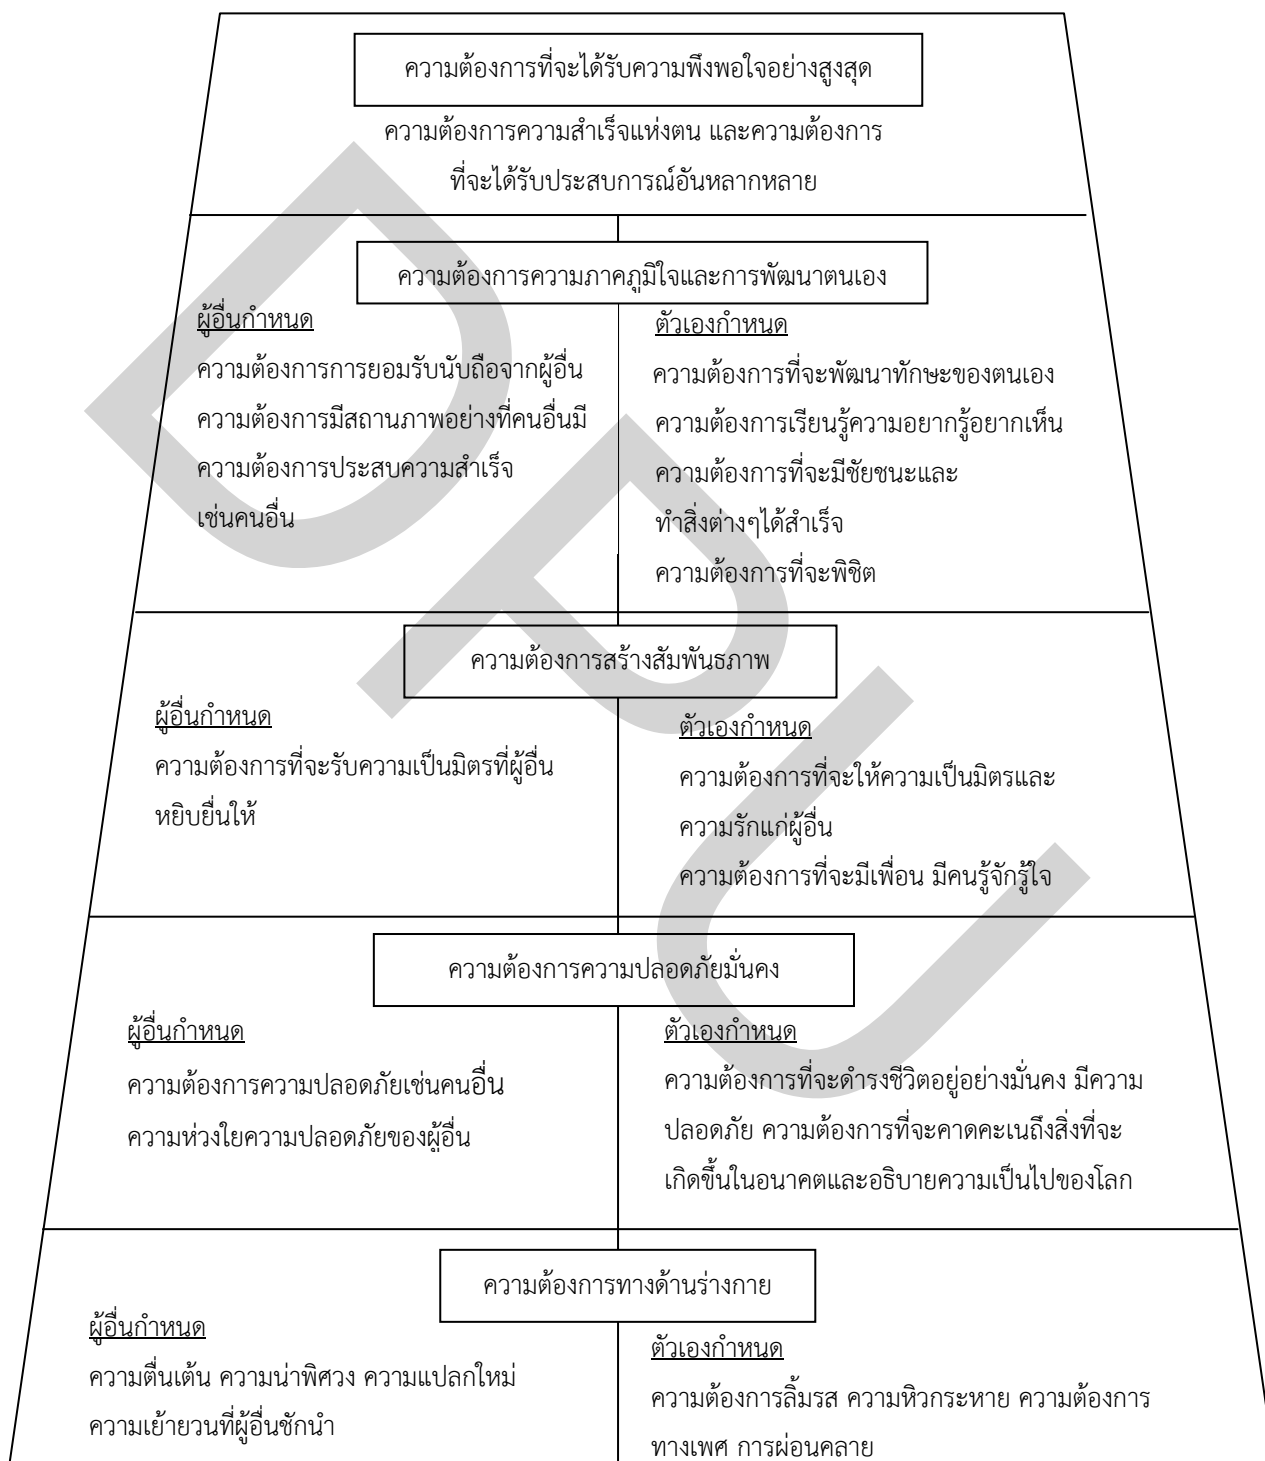 ความต้องการที่จะได้รับความพึงพอใจอย่างสูงสุด
ความต้องการความสำเร็จแห่งตน และความต้องการ
ที่จะได้รับประสบการณ์อันหลากหลาย
ความต้องการความภาคภูมิใจและการพัฒนาตนเอง
ผู้อื่นกำหนด
ความต้องการการยอมรับนับถือจากผู้อื่น
ความต้องการมีสถานภาพอย่างที่คนอื่นมี
ความต้องการประสบความสำเร็จ
เช่นคนอื่น
ตัวเองกำหนด
ความต้องการที่จะพัฒนาทักษะของตนเอง
ความต้องการเรียนรู้ความอยากรู้อยากเห็น
ความต้องการที่จะมีชัยชนะและ
ทำสิ่งต่างๆได้สำเร็จ
ความต้องการที่จะพิชิต
ความต้องการสร้างสัมพันธภาพ
ผู้อื่นกำหนด
ความต้องการที่จะรับความเป็นมิตรที่ผู้อื่น
หยิบยื่นให้
ตัวเองกำหนด
ความต้องการที่จะให้ความเป็นมิตรและ
ความรักแก่ผู้อื่น
ความต้องการที่จะมีเพื่อน มีคนรู้จักรู้ใจ
ความต้องการความปลอดภัยมั่นคง
ผู้อื่นกำหนด
ความต้องการความปลอดภัยเช่นคนอื่น
ความห่วงใยความปลอดภัยของผู้อื่น
ตัวเองกำหนด
ความต้องการที่จะดำรงชีวิตอยู่อย่างมั่นคง มีความ
ปลอดภัย ความต้องการที่จะคาดคะเนถึงสิ่งที่จะ
เกิดขึ้นในอนาคตและอธิบายความเป็นไปของโลก
ความต้องการทางด้านร่างกาย
ผู้อื่นกำหนด
ความตื่นเต้น ความน่าพิศวง ความแปลกใหม่
ความเย้ายวนที่ผู้อื่นชักนำ
ตัวเองกำหนด
ความต้องการลิ้มรส ความหิวกระหาย ความต้องการ
ทางเพศ การผ่อนคลาย
DPU